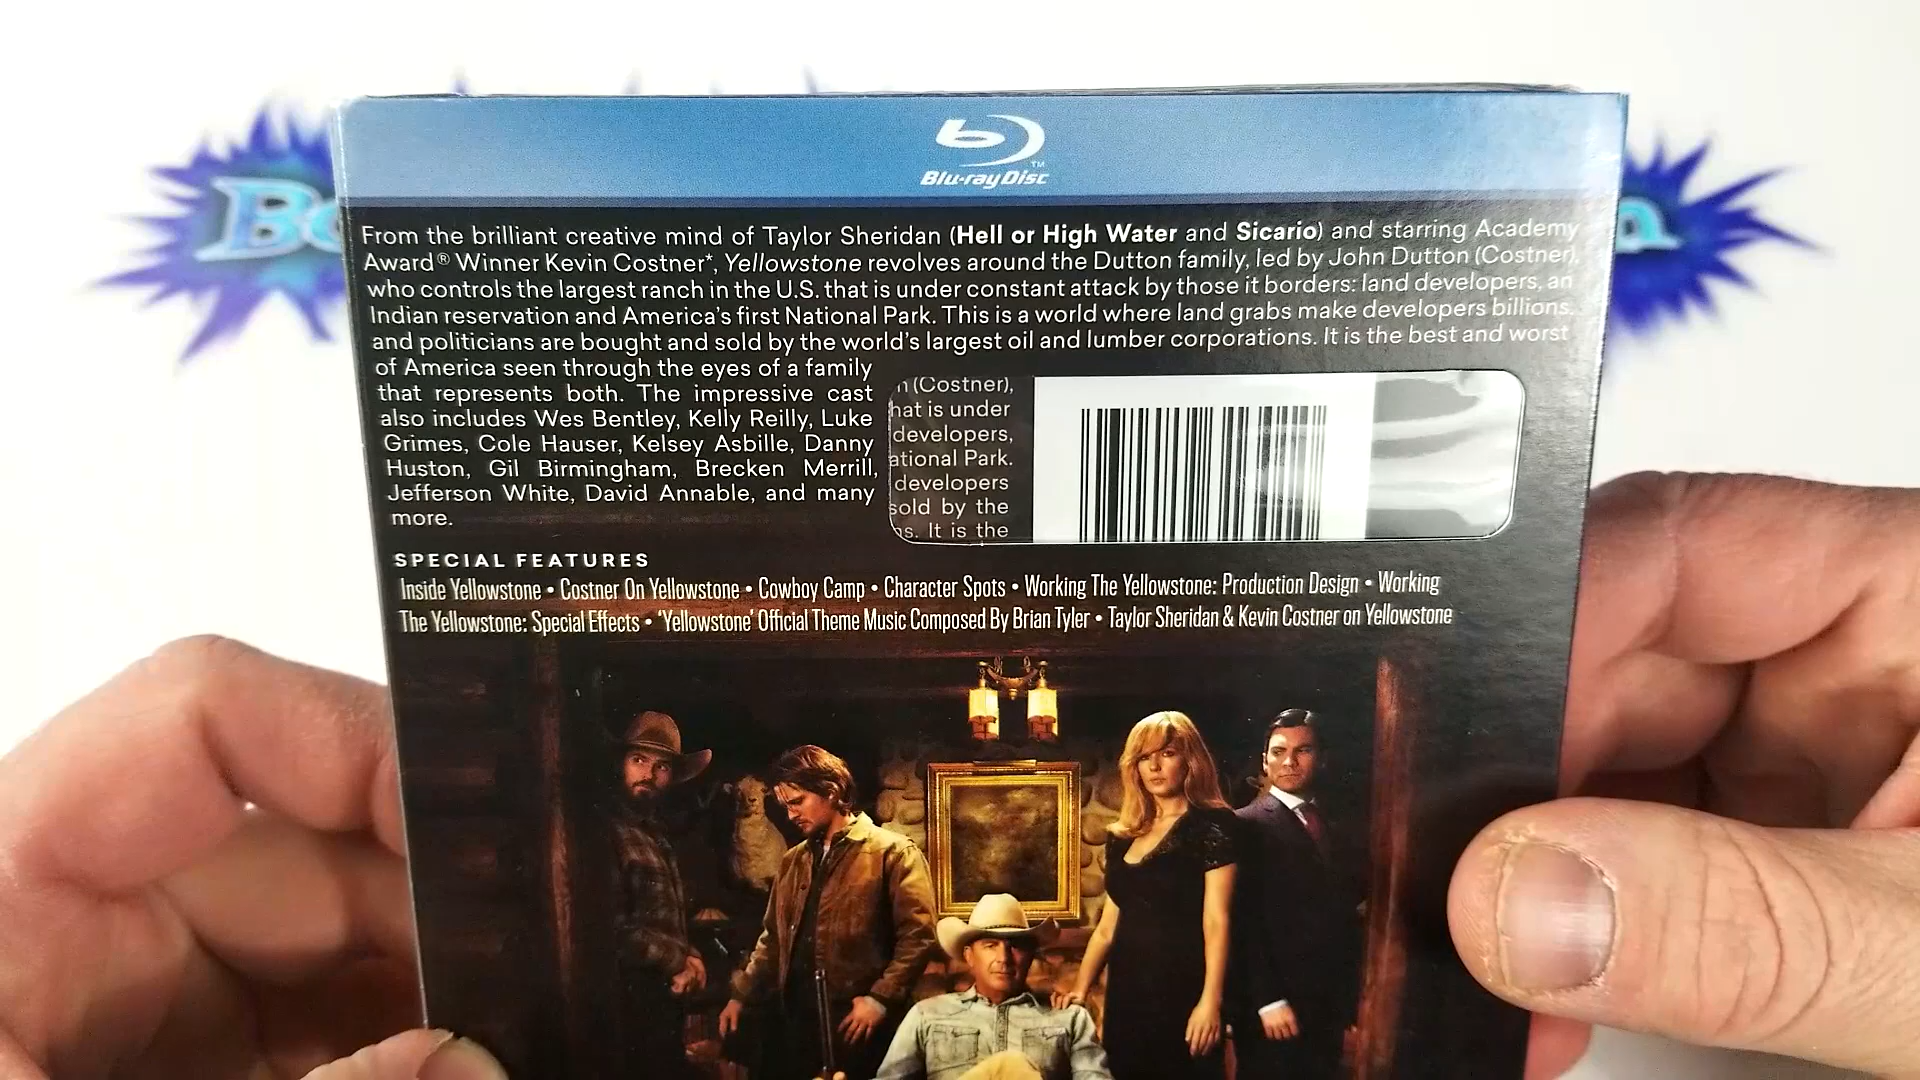 Blu-ray Disc™
From the brilliant creative mind of Taylor Sheridan (Hell or High Water and Sicario) and starring Academy
Award® Winner Kevin Costner*, Yellowstone revolves around the Dutton family, led by John Dutton (Costner),
who controls the largest ranch in the U.S. that is under constant attack by those it borders: land developers, an
Indian reservation and America's first National Park. This is a world where land grabs make developers billions,
and politicians are bought and sold by the world's largest oil and lumber corporations. It is the best and worst
of America seen through the eyes of a family
that represents both. The impressive cast
also includes Wes Bentley, Kelly Reilly, Luke
Grimes, Cole Hauser, Kelsey Asbille, Danny
Huston, Gil Birmingham, Brecken Merrill,
Jefferson White, David Annable, and many
more.
(Costner),
hat is under
developers,
ational Park.
developers
sold by the
It is the
SPECIAL FEATURES
Inside Yellowstone • Costner On Yellowstone • Cowboy Camp • Character Spots • Working The Yellowstone: Production Design • Working
The Yellowstone: Special Effects • 'Yellowstone' Official Theme Music Composed By Brian Tyler • Taylor Sheridan & Kevin Costner on Yellowstone